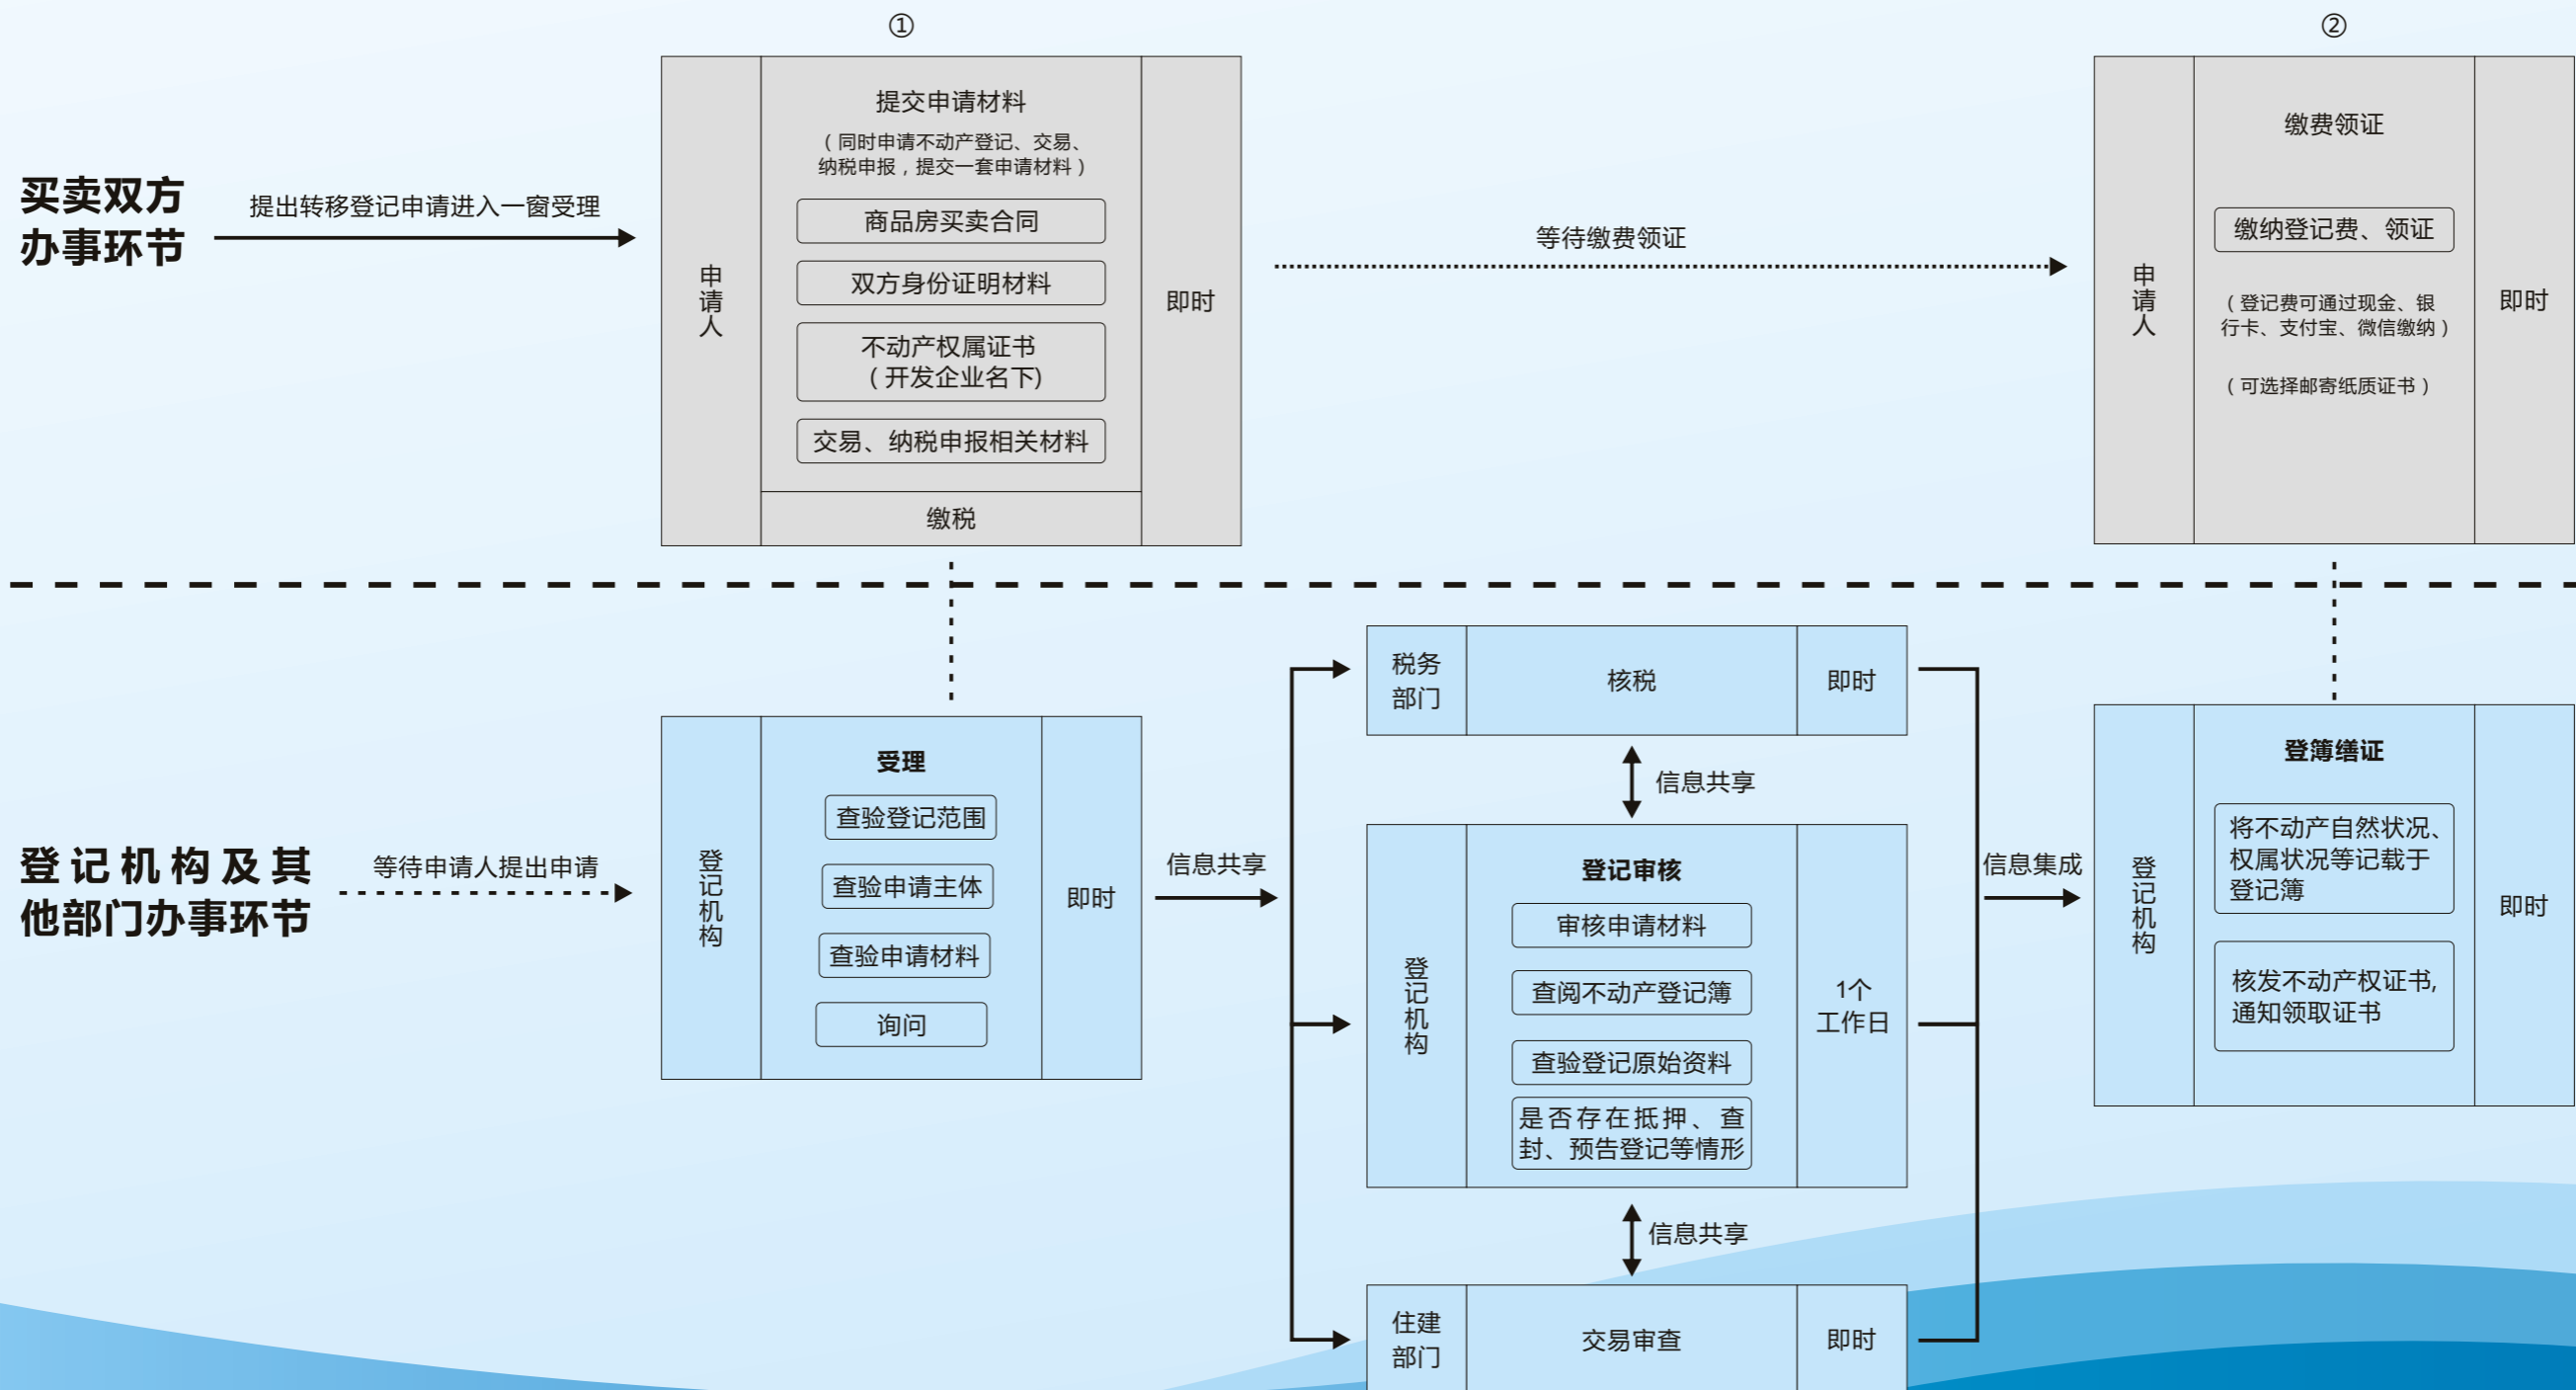 ①
②
买卖双方
办事环节
提出转移登记申请进入一窗受理
申请人
提交申请材料
（同时申请不动产登记、交易、
纳税申报，提交一套申请材料）
商品房买卖合同
双方身份证明材料
不动产权属证书
（开发企业名下)
交易、纳税申报相关材料
缴税
即时
等待缴费领证
申请人
缴费领证
缴纳登记费、领证
（登记费可通过现金、银
行卡、支付宝、微信缴纳）
（可选择邮寄纸质证书）
即时
登记机构及其
他部门办事环节
等待申请人提出申请
登记机构
受理
查验登记范围
查验申请主体
查验申请材料
询问
即时
信息共享
税务
部门
核税
即时
信息共享
登记机构
登记审核
审核申请材料
查阅不动产登记簿
查验登记原始资料
是否存在抵押、查
封、预告登记等情形
1个
工作日
信息共享
住建
部门
交易审查
即时
信息集成
登记机构
登簿缮证
将不动产自然状况、
权属状况等记载于
登记簿
核发不动产权证书,
通知领取证书
即时